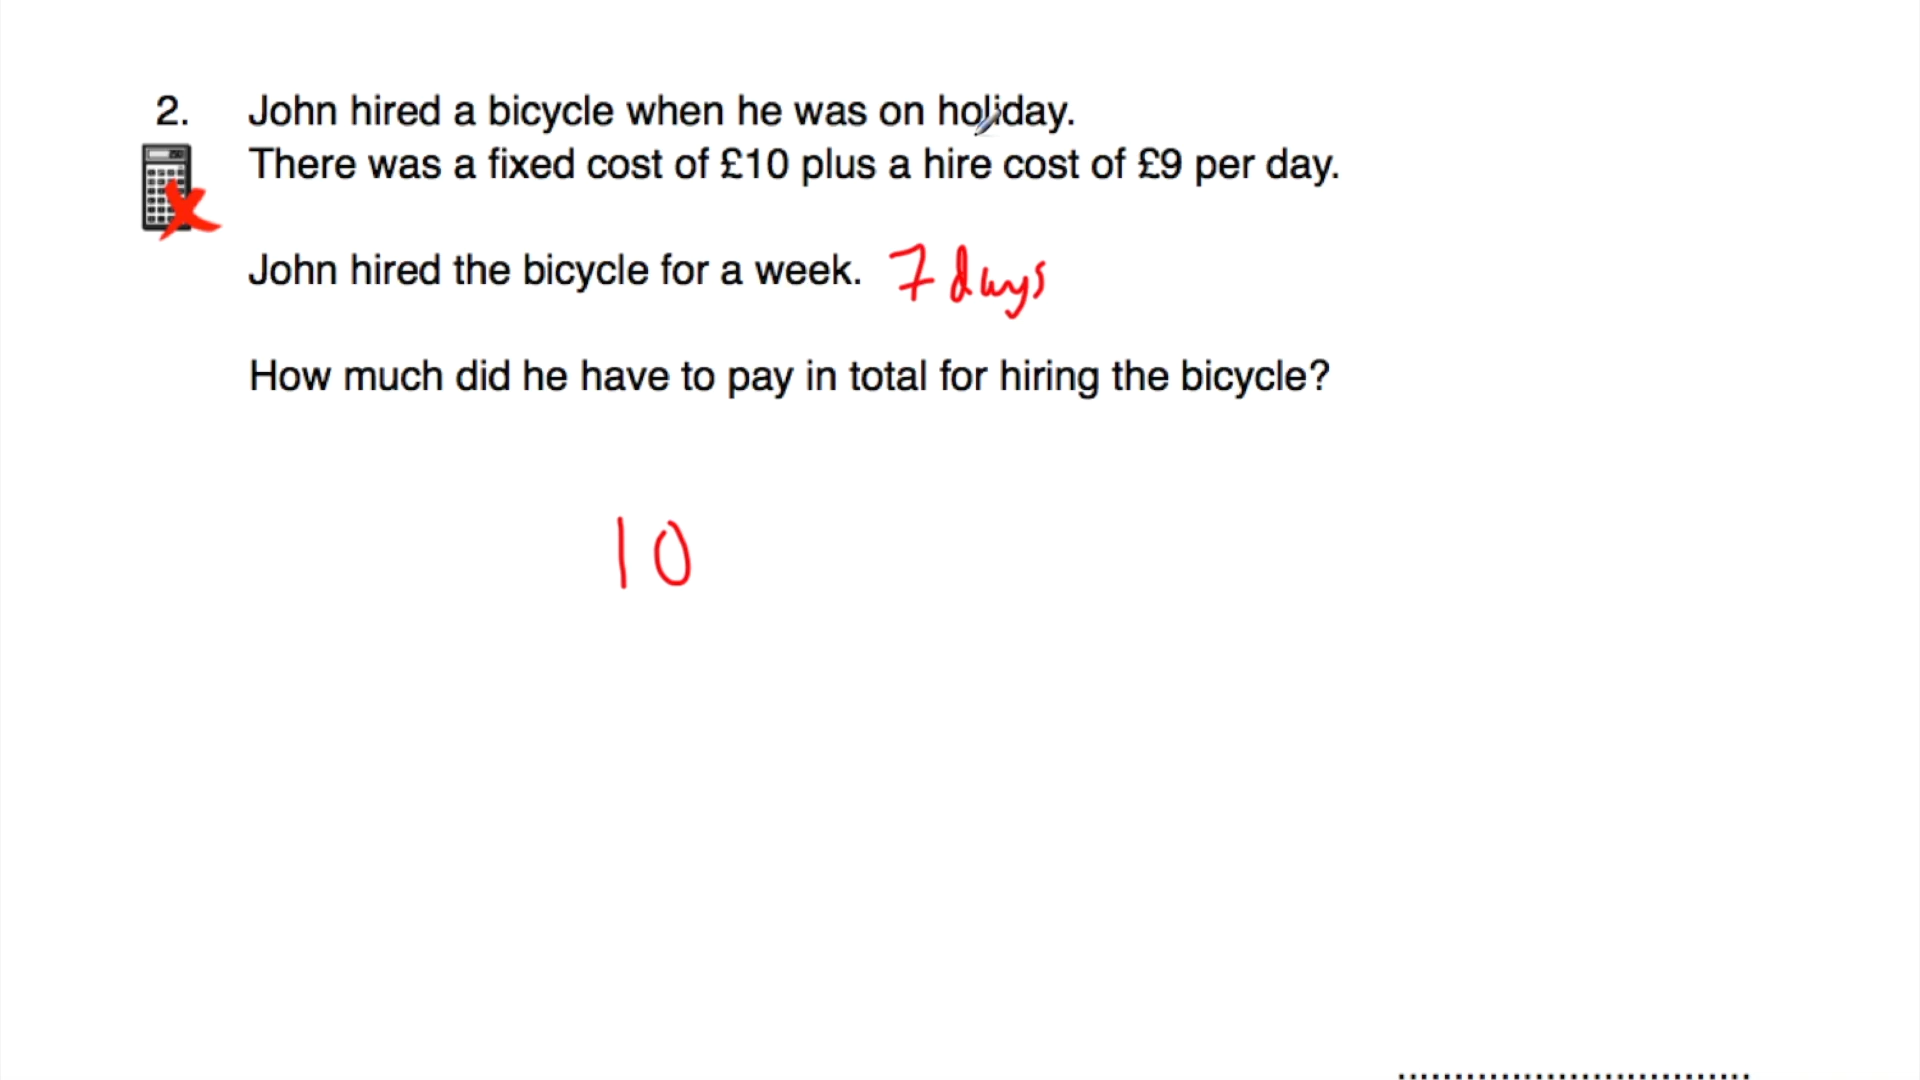 2. John hired a bicycle when he was on holiday.
There was a fixed cost of £10 plus a hire cost of £9 per day.
John hired the bicycle for a week. 7 days
How much did he have to pay in total for hiring the bicycle?
10
..............................